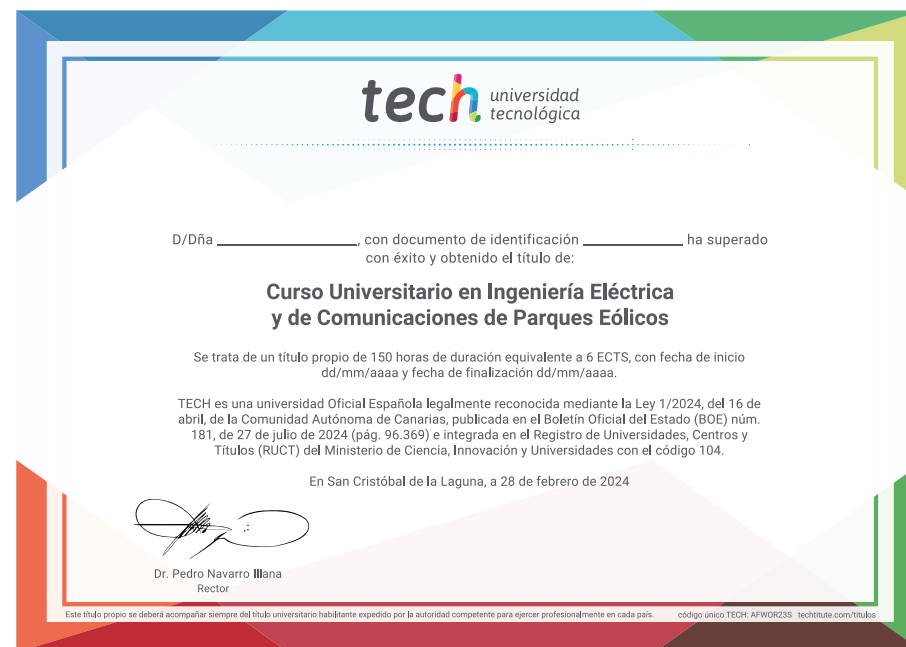 tech universidad
tecnológica
D/Dña ____________________, con documento de identificación ______________ ha superado
con éxito y obtenido el título de:
Curso Universitario en Ingeniería Eléctrica
y de Comunicaciones de Parques Eólicos
Se trata de un título propio de 150 horas de duración equivalente a 6 ECTS, con fecha de inicio
dd/mm/aaaa y fecha de finalización dd/mm/aaaa.
TECH es una universidad Oficial Española legalmente reconocida mediante la Ley 1/2024, del 16 de
abril, de la Comunidad Autónoma de Canarias, publicada en el Boletín Oficial del Estado (BOE) núm.
181, de 27 de julio de 2024 (pág. 96.369) e integrada en el Registro de Universidades, Centros y
Títulos (RUCT) del Ministerio de Ciencia, Innovación y Universidades con el código 104.
En San Cristóbal de la Laguna, a 28 de febrero de 2024
Dr. Pedro Navarro Illana
Rector
Este título propio se deberá acompañar siempre del título universitario habilitante expedido por la autoridad competente para ejercer profesionalmente en cada país. código único TECH: AFWOR23S techtitute.com/titulos